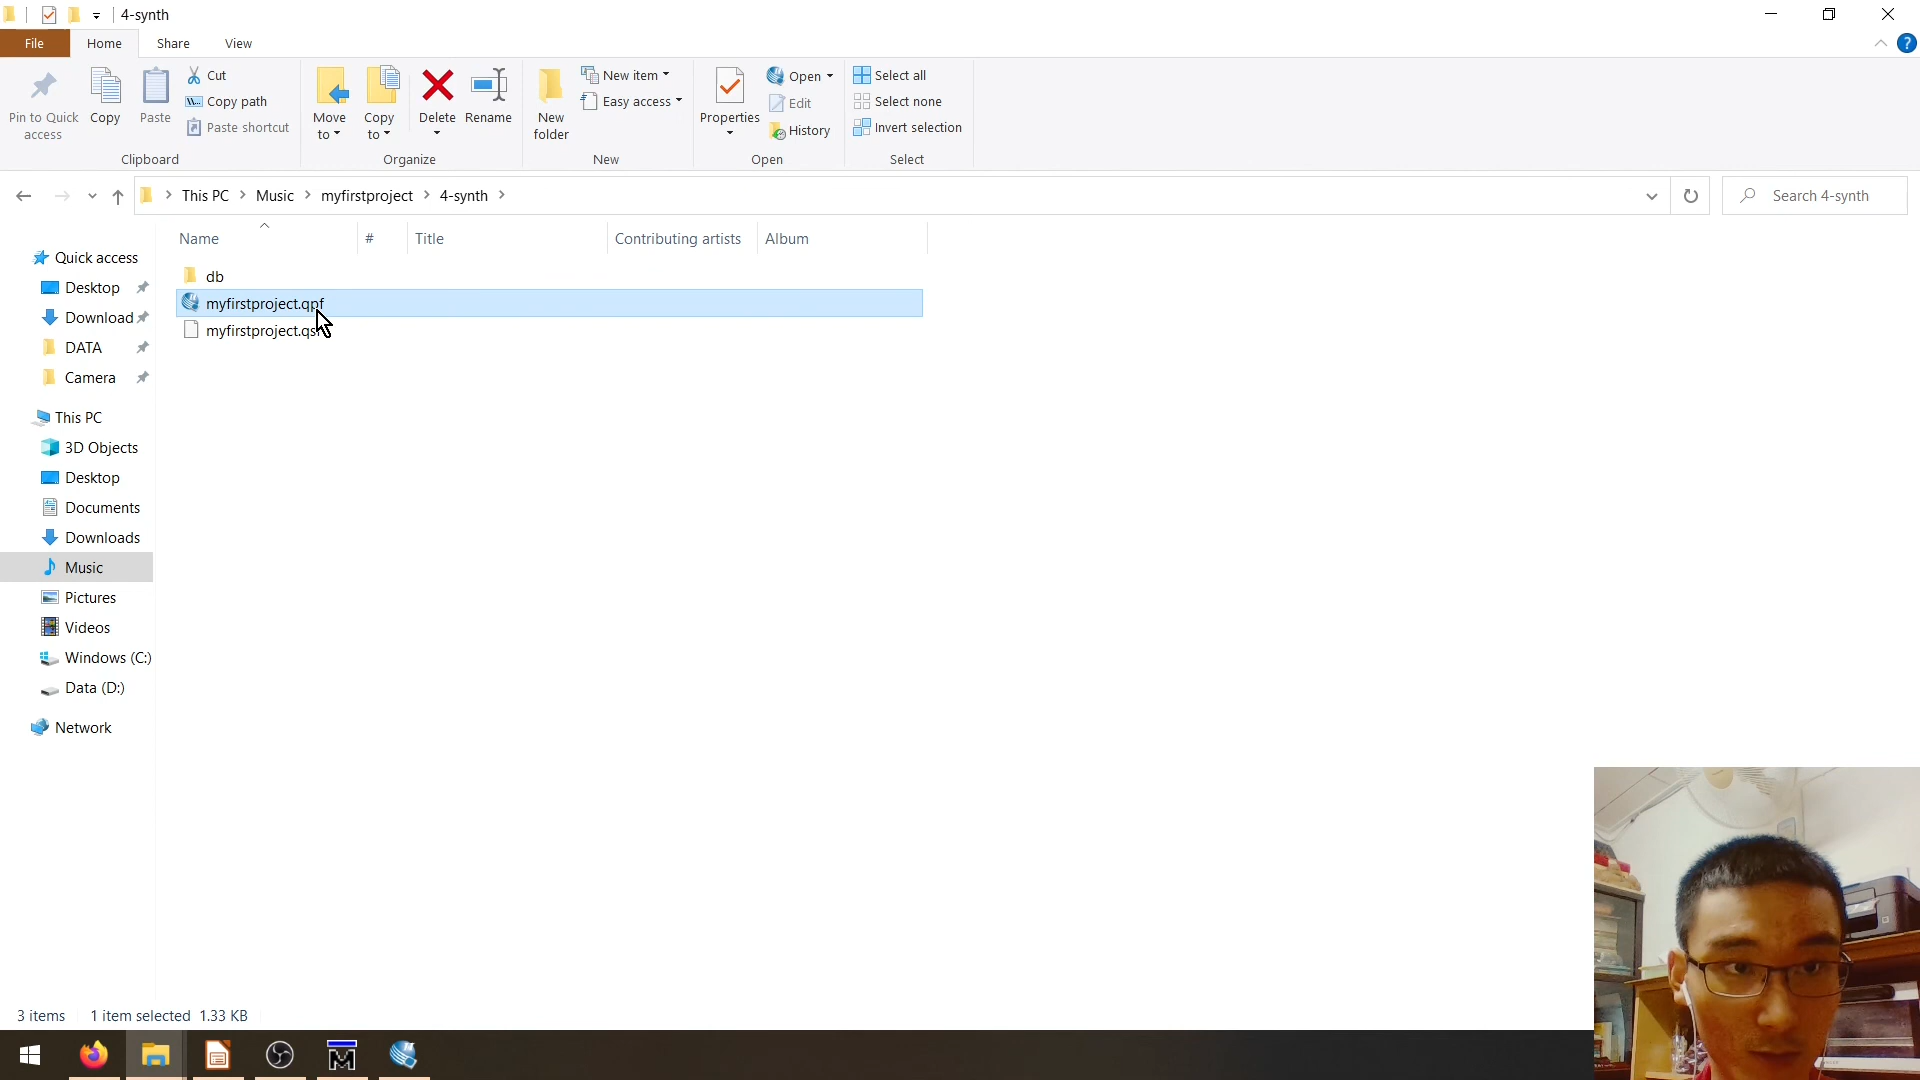 4-synth
File
Home
Share
View
Pin to Quick access
Copy
Paste
Cut
Copy path
Paste shortcut
Clipboard
Move to
Copy to
Delete
Rename
Organize
New folder
New item
Easy access
New
Properties
Open
Edit
History
Open
Select all
Select none
Invert selection
Select
This PC
Music
myfirstproject
4-synth
Search 4-synth
Name
#
Title
Contributing artists
Album
db
myfirstproject.qpf
Quick access
Desktop
Download
DATA
Camera
This PC
3D Objects
Desktop
Documents
Downloads
Music
Pictures
Videos
Windows (C:)
Data (D:)
Network
3 items
1 item selected 1.33 KB